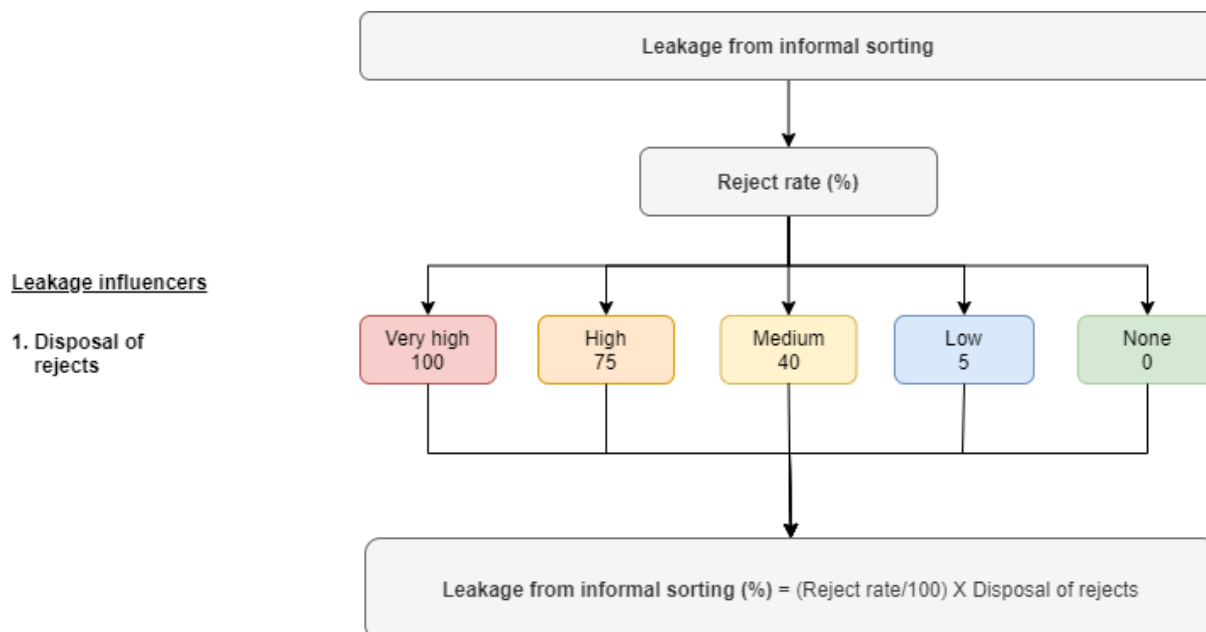 Leakage from informal sorting
Reject rate (%)
Leakage influencers
1. Disposal of
rejects
Very high
100
High
75
Medium
40
Low
5
None
0
Leakage from informal sorting (%) = (Reject rate/100) X Disposal of rejects